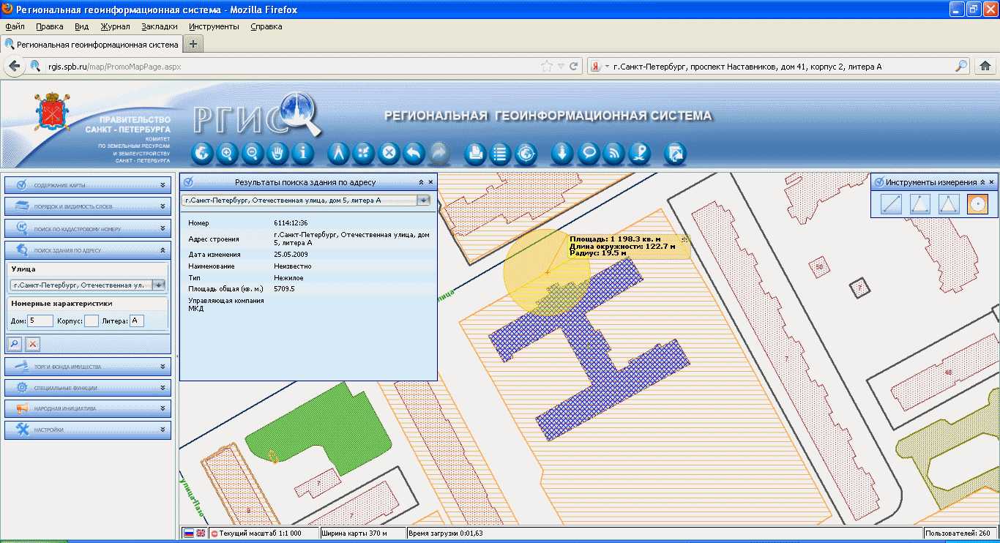 Региональная геоинформационная система - Mozilla Firefox
Файл Правка Вид Журнал Закладки Инструменты Справка
Региональная геоинформационная система
rgis.spb.ru/map/PromoMapPage.aspx
г.Санкт-Петербург, проспект Наставников, дом 41, корпус 2, литера А
ПРАВИТЕЛЬСТВО
САНКТ - ПЕТЕРБУРГА
КОМИТЕТ
ПО ЗЕМЕЛЬНЫМ РЕСУРСАМ
И ЗЕМЛЕУСТРОЙСТВУ
САНКТ - ПЕТЕРБУРГА
РГИС
РЕГИОНАЛЬНАЯ ГЕОИНФОРМАЦИОННАЯ СИСТЕМА
СОДЕРЖАНИЕ КАРТЫ
ПОРЯДОК И ВИДИМОСТЬ СЛОЕВ
ПОИСК ПО КАДАСТРОВОМУ НОМЕРУ
ПОИСК ЗДАНИЯ ПО АДРЕСУ
Улица
г.Санкт-Петербург, Отечественная ул.
Номерные характеристики
Дом: 5 Корпус: Литера: А
ТОРГИ ФОНДА ИМУЩЕСТВА
СПЕЦИАЛЬНЫЕ ФУНКЦИИ
НАРОДНАЯ ИНИЦИАТИВА
НАСТРОЙКИ
Результаты поиска здания по адресу
г.Санкт-Петербург, Отечественная улица, дом 5, литера А
Номер 6114:12:36
Адрес строения г.Санкт-Петербург, Отечественная улица, дом
5, литера А
Дата изменения 25.05.2009
Наименование Неизвестно
Тип Нежилое
Площадь общая (кв. м.) 5709.5
Управляющая компания
МКД
Инструменты измерения
Площадь: 1 198.3 кв. м
Длина окружности: 122.7 м
Радиус: 19.5 м
лица
50
7
7
48
7
9
7
улица-Пазо
Текущий масштаб 1:1 000
Ширина карты 370 м
Время загрузки 0:01,63
Пользователей: 260